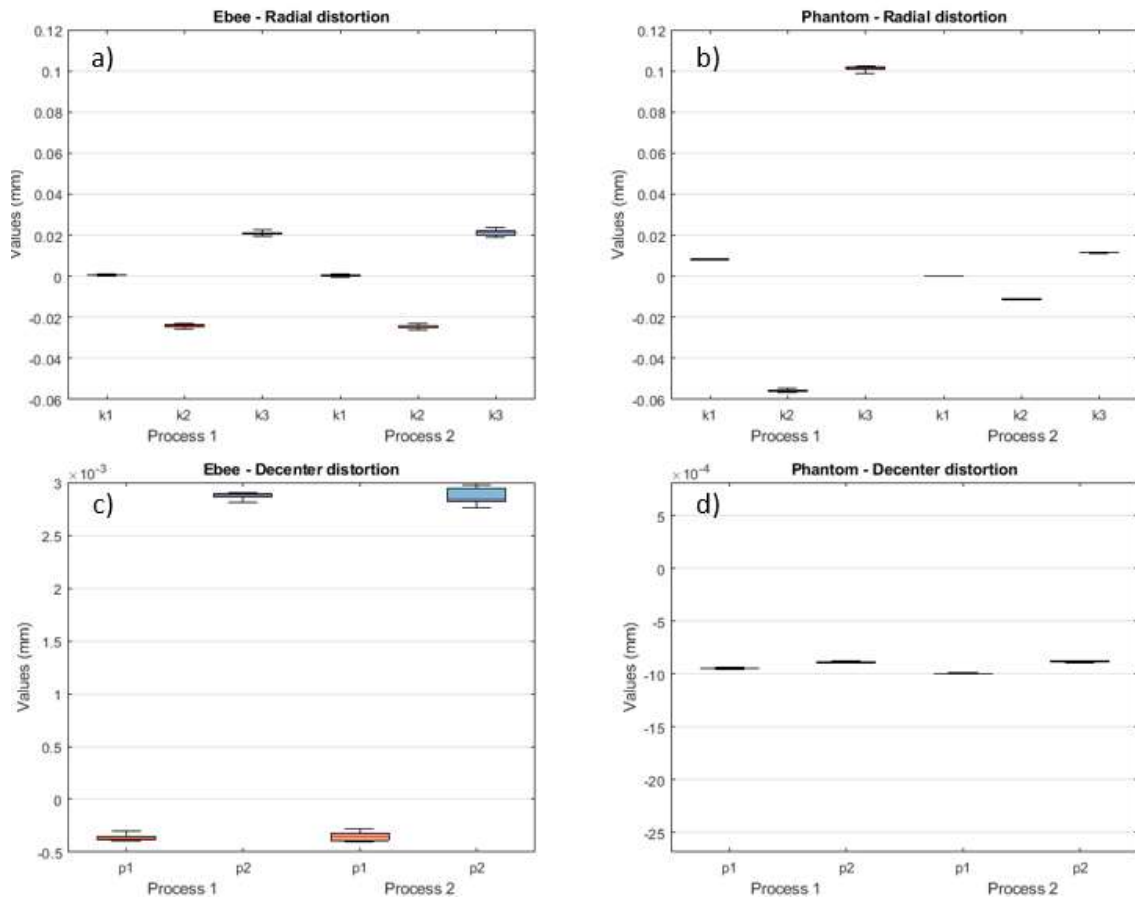 Ebee - Radial distortion
a)
0.12
0.1
0.08
0.06
0.04
0.02
0
-0.02
-0.04
-0.06
Values (mm)
k1 k2 k3 k1 k2 k3
Process 1 Process 2
Phantom - Radial distortion
b)
0.12
0.1
0.08
0.06
0.04
0.02
0
-0.02
-0.04
-0.06
Values (mm)
k1 k2 k3 k1 k2 k3
Process 1 Process 2
Ebee - Decenter distortion
×10-3
c)
3
2.5
2
1.5
1
0.5
0
-0.5
Values (mm)
p1 p2 p1 p2
Process 1 Process 2
Phantom - Decenter distortion
×10-4
d)
5
0
-5
-10
-15
-20
-25
Values (mm)
p1 p2 p1 p2
Process 1 Process 2